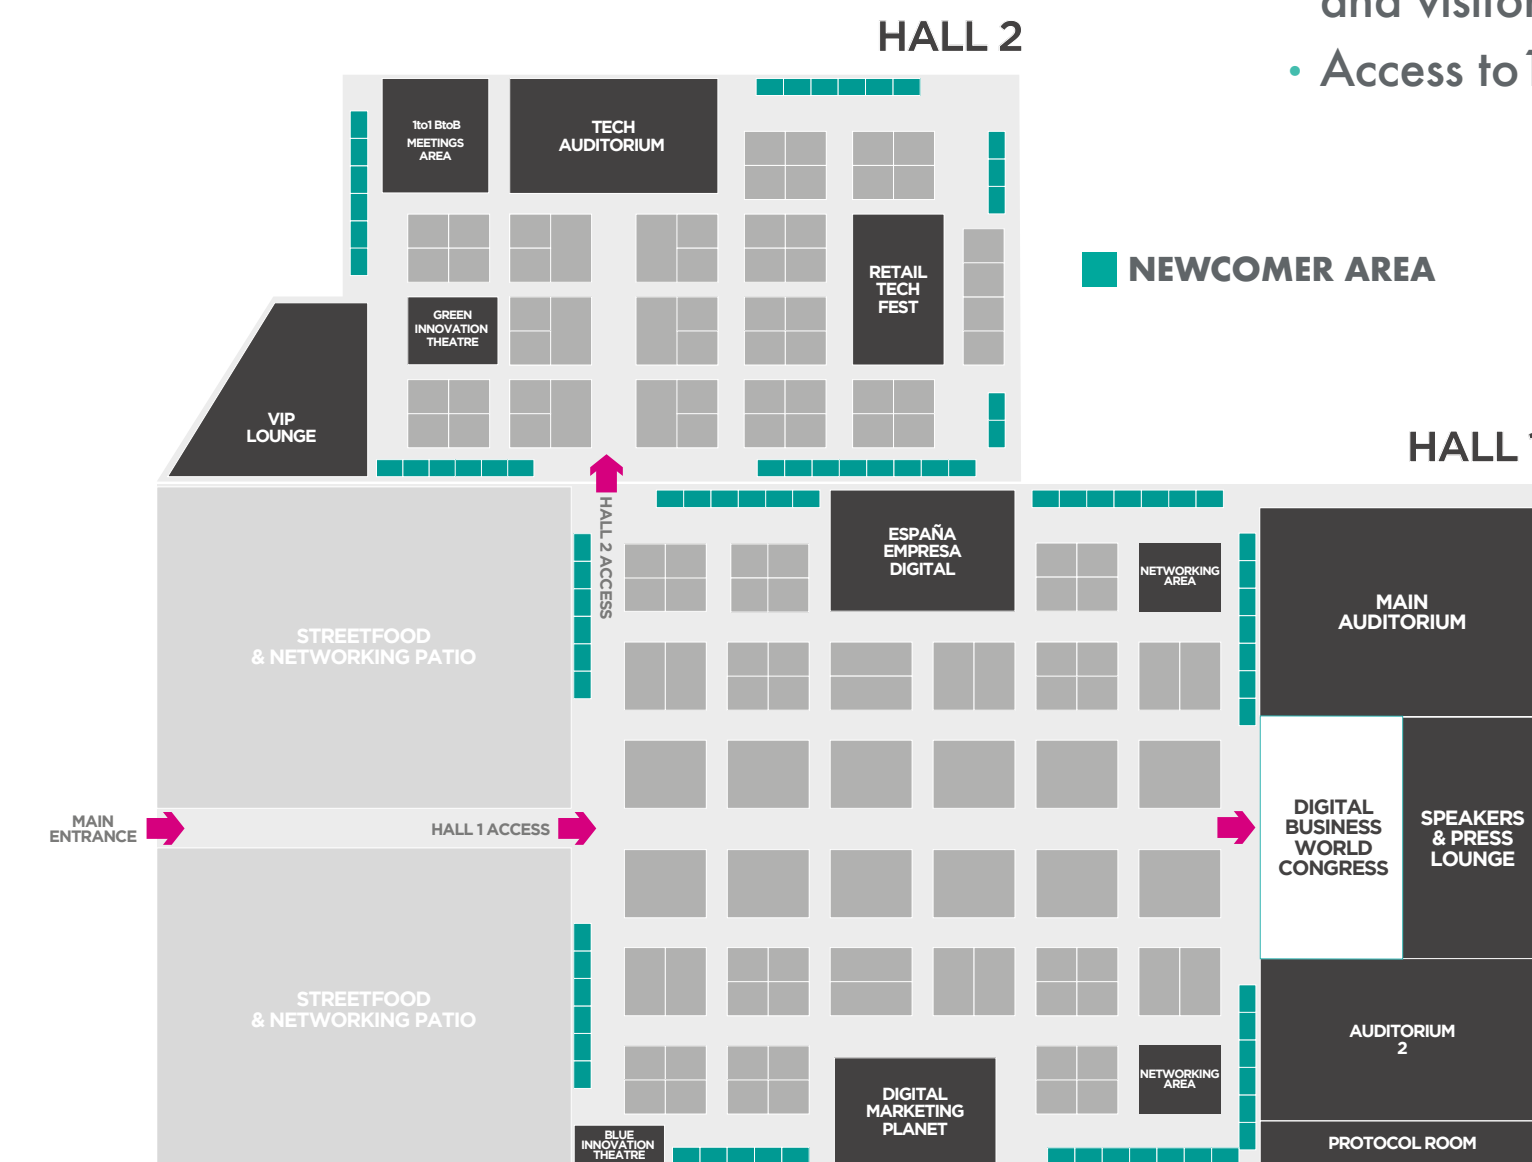 and visitor
• Access to
HALL 2
1to1 BtoB
MEETINGS
AREA
TECH
AUDITORIUM
RETAIL
TECH
FEST
NEWCOMER AREA
GREEN
INNOVATION
THEATRE
VIP
LOUNGE
HALL 1
HALL 2 ACCESS
ESPAÑA
EMPRESA
DIGITAL
NETWORKING
AREA
MAIN
AUDITORIUM
STREETFOOD
& NETWORKING PATIO
MAIN
ENTRANCE
HALL 1 ACCESS
DIGITAL
BUSINESS
WORLD
CONGRESS
SPEAKERS
& PRESS
LOUNGE
STREETFOOD
& NETWORKING PATIO
AUDITORIUM
2
NETWORKING
AREA
DIGITAL
MARKETING
PLANET
BLUE
INNOVATION
THEATRE
PROTOCOL ROOM